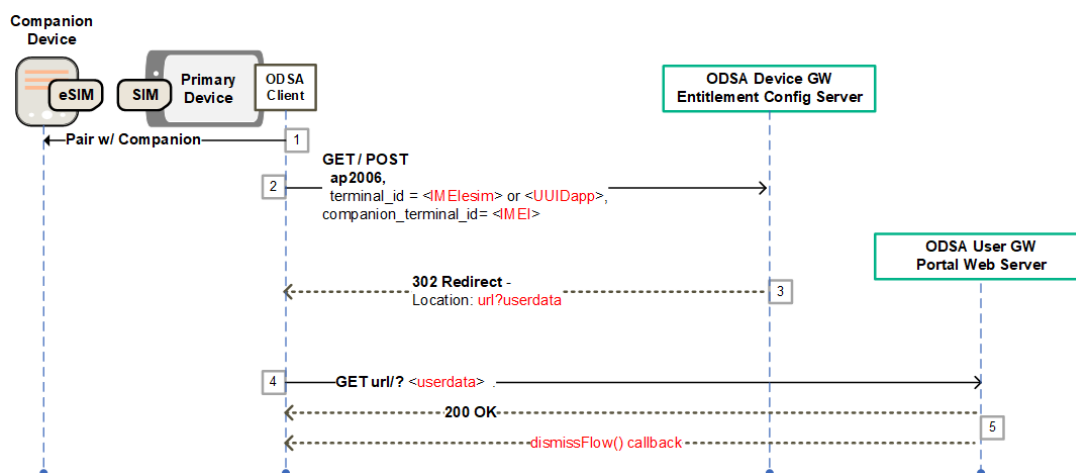 Companion
Device
eSIM
SIM
Primary
Device
ODSA
Client
ODSA Device GW
Entitlement Config Server
Pair w/ Companion
1
2
GET / POST
ap2006,
terminal_id = <IMEIesim> or <UUIDapp>,
companion_terminal_id= <IMEI>
ODSA User GW
Portal Web Server
302 Redirect -
Location: url?userdata
3
4
GET url/? <userdata> .
200 OK
5
dismissFlow() callback